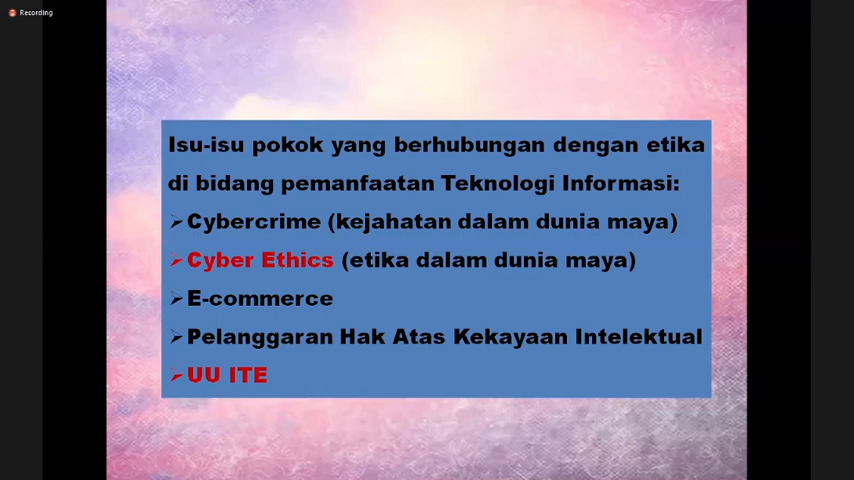 Recording
Isu-isu pokok yang berhubungan dengan etika
di bidang pemanfaatan Teknologi Informasi:
➢Cybercrime (kejahatan dalam dunia maya)
➢Cyber Ethics (etika dalam dunia maya)
➢E-commerce
➢Pelanggaran Hak Atas Kekayaan Intelektual
➢UU ITE